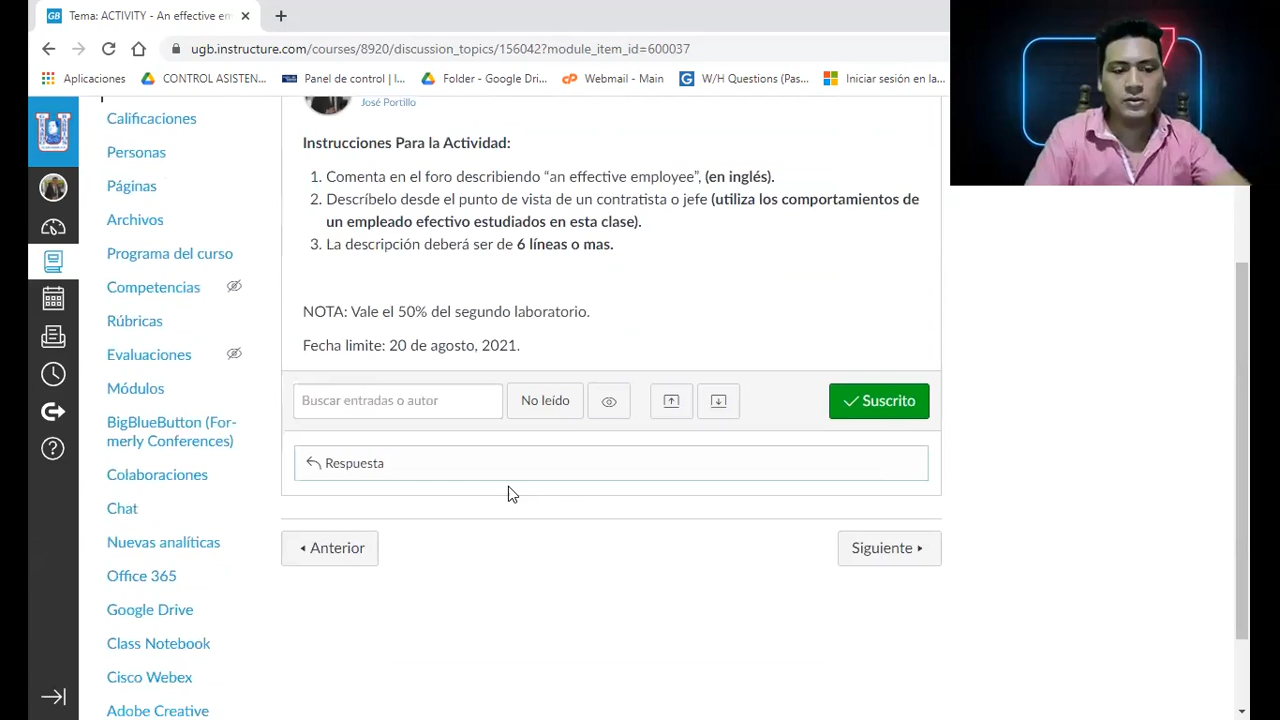 Tema: ACTIVITY - An effective em
ugb.instructure.com/courses/8920/discussion_topics/156042?module_item_id=600037
Aplicaciones
CONTROL ASISTEN...
Panel de control | I...
Folder - Google Dri...
Webmail - Main
W/H Questions (Pas...
Iniciar sesión en la...
José Portillo
Calificaciones
Personas
Páginas
Archivos
Programa del curso
Competencias
Rúbricas
Evaluaciones
Módulos
BigBlueButton (For-
merly Conferences)
Colaboraciones
Chat
Nuevas analíticas
Office 365
Google Drive
Class Notebook
Cisco Webex
Adobe Creative
Instrucciones Para la Actividad:
1. Comenta en el foro describiendo “an effective employee”, (en inglés).
2. Descríbelo desde el punto de vista de un contratista o jefe (utiliza los comportamientos de
un empleado efectivo estudiados en esta clase).
3. La descripción deberá ser de 6 líneas o mas.
NOTA: Vale el 50% del segundo laboratorio.
Fecha limite: 20 de agosto, 2021.
Buscar entradas o autor
No leído
Suscrito
Respuesta
Anterior
Siguiente